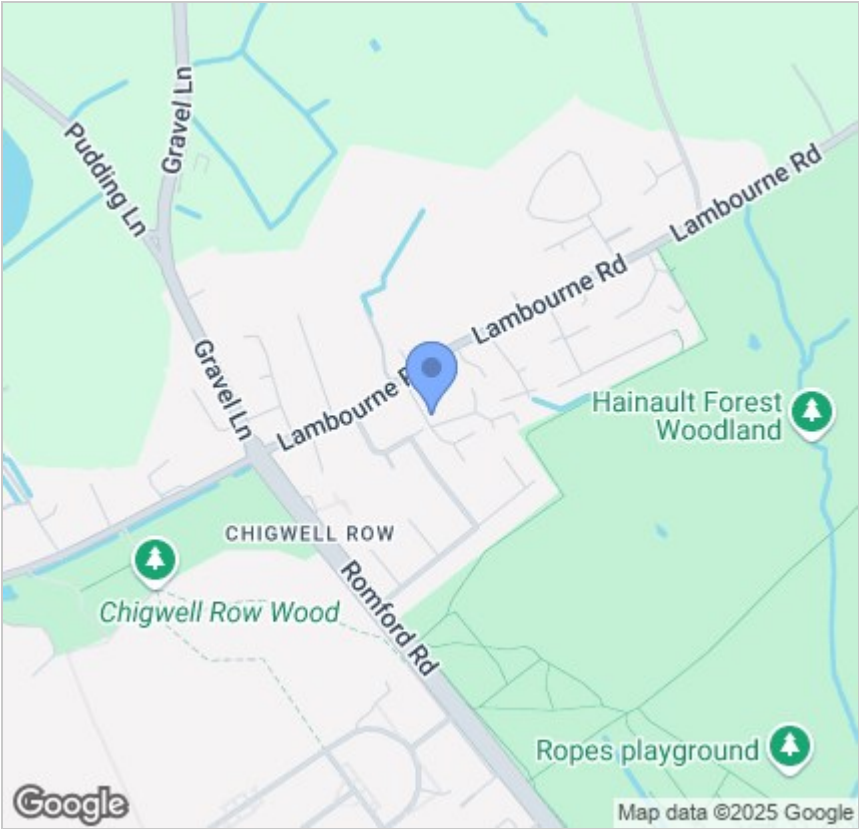 Gravel Ln
Pudding Ln
Lambourne Rd
Lambourne Rd
Gravel Ln
Lambourne
Hainault Forest
Woodland
CHIGWELL ROW
Chigwell Row Wood
Romford Rd
Ropes playground
Google
Map data ©2025 Google